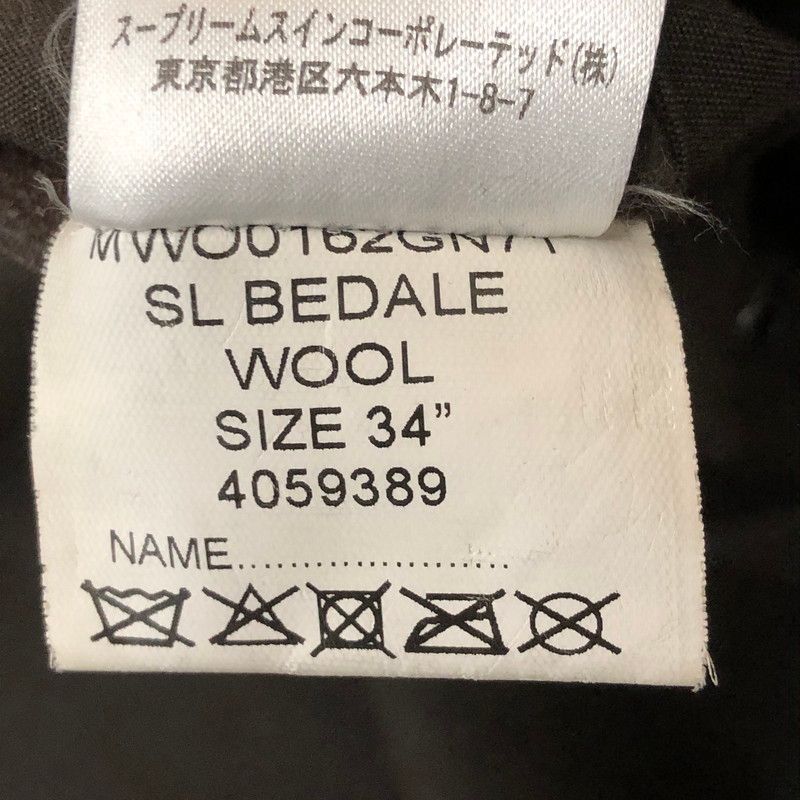 スープリームスインコーポレーテッド(株)
東京都港区六本木1-8-7
MWO0162GN71
SL BEDALE
WOOL
SIZE 34”
4059389
NAME.....................